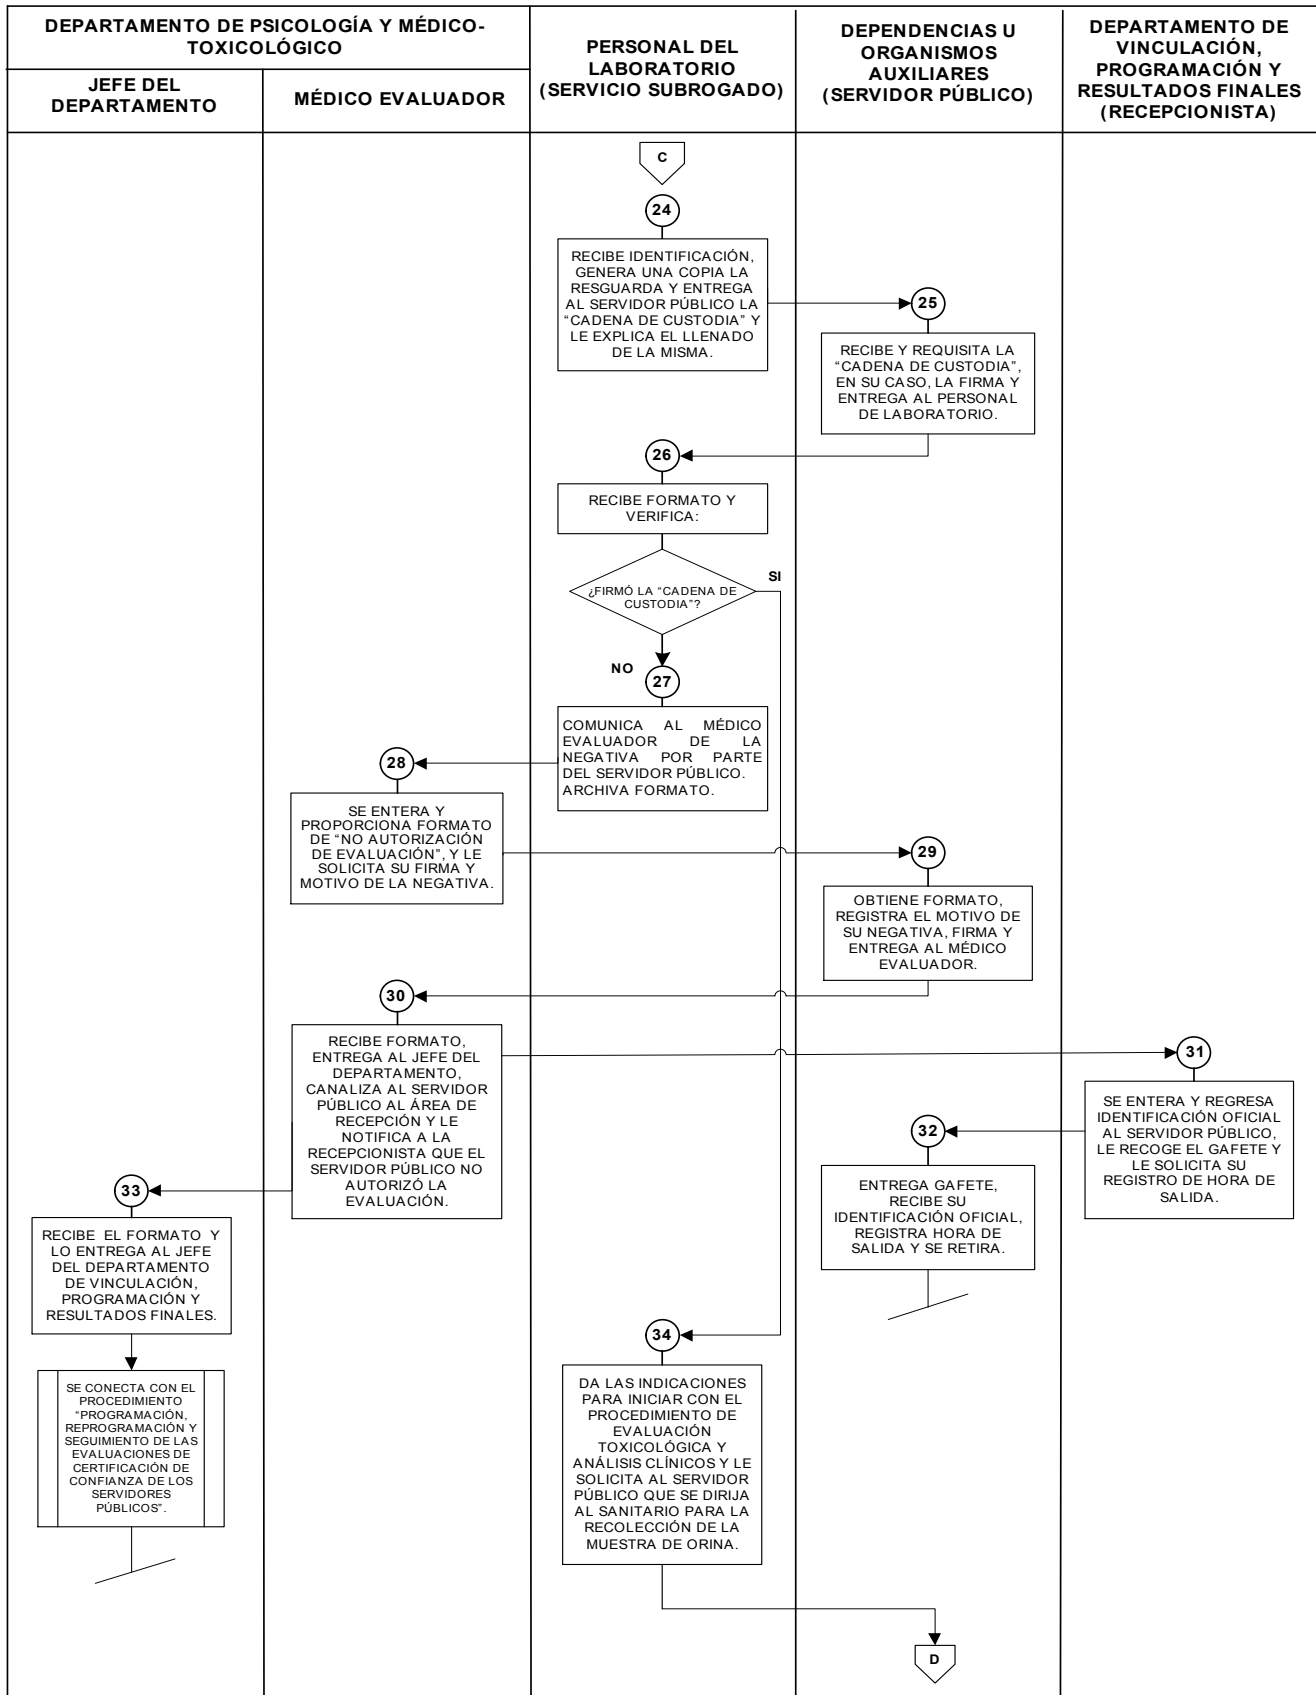 DEPARTAMENTO DE PSICOLOGÍA Y MÉDICO-
TOXICOLÓGICO
JEFE DEL
DEPARTAMENTO
MÉDICO EVALUADOR
PERSONAL DEL
LABORATORIO
(SERVICIO SUBROGADO)
DEPENDENCIAS U
ORGANISMOS
AUXILIARES
(SERVIDOR PÚBLICO)
DEPARTAMENTO DE
VINCULACIÓN,
PROGRAMACIÓN Y
RESULTADOS FINALES
(RECEPCIONISTA)
C
24
RECIBE IDENTIFICACIÓN,
GENERA UNA COPIA LA
RESGUARDA Y ENTREGA
AL SERVIDOR PÚBLICO LA
“CADENA DE CUSTODIA” Y
LE EXPLICA EL LLENADO
DE LA MISMA.
25
RECIBE Y REQUISITA LA
“CADENA DE CUSTODIA”,
EN SU CASO, LA FIRMA Y
ENTREGA AL PERSONAL
DE LABORATORIO.
26
RECIBE FORMATO Y
VERIFICA:
¿FIRMÓ LA “CADENA DE
CUSTODIA”?
SI
NO
27
COMUNICA AL MÉDICO
EVALUADOR DE LA
NEGATIVA POR PARTE
DEL SERVIDOR PÚBLICO.
ARCHIVA FORMATO.
28
SE ENTERA Y
PROPORCIONA FORMATO
DE “NO AUTORIZACIÓN
DE EVALUACIÓN”, Y LE
SOLICITA SU FIRMA Y
MOTIVO DE LA NEGATIVA.
29
OBTIENE FORMATO,
REGISTRA EL MOTIVO DE
SU NEGATIVA, FIRMA Y
ENTREGA AL MÉDICO
EVALUADOR.
30
RECIBE FORMATO,
ENTREGA AL JEFE DEL
DEPARTAMENTO,
CANALIZA AL SERVIDOR
PÚBLICO AL ÁREA DE
RECEPCIÓN Y LE
NOTIFICA A LA
RECEPCIONISTA QUE EL
SERVIDOR PÚBLICO NO
AUTORIZÓ LA
EVALUACIÓN.
31
SE ENTERA Y REGRESA
IDENTIFICACIÓN OFICIAL
AL SERVIDOR PÚBLICO,
LE RECOGE EL GAFETE Y
LE SOLICITA SU
REGISTRO DE HORA DE
SALIDA.
32
ENTREGA GAFETE,
RECIBE SU
IDENTIFICACIÓN OFICIAL,
REGISTRA HORA DE
SALIDA Y SE RETIRA.
33
RECIBE EL FORMATO Y
LO ENTREGA AL JEFE
DEL DEPARTAMENTO
DE VINCULACIÓN,
PROGRAMACIÓN Y
RESULTADOS FINALES.
SE CONECTA CON EL
PROCEDIMIENTO
“PROGRAMACIÓN,
REPROGRAMACIÓN Y
SEGUIMIENTO DE LAS
EVALUACIONES DE
CERTIFICACIÓN DE
CONFIANZA DE LOS
SERVIDORES
PÚBLICOS”.
34
DA LAS INDICACIONES
PARA INICIAR CON EL
PROCEDIMIENTO DE
EVALUACIÓN
TOXICOLÓGICA Y
ANÁLISIS CLÍNICOS Y LE
SOLICITA AL SERVIDOR
PÚBLICO QUE SE DIRIJA
AL SANITARIO PARA LA
RECOLECCIÓN DE LA
MUESTRA DE ORINA.
D